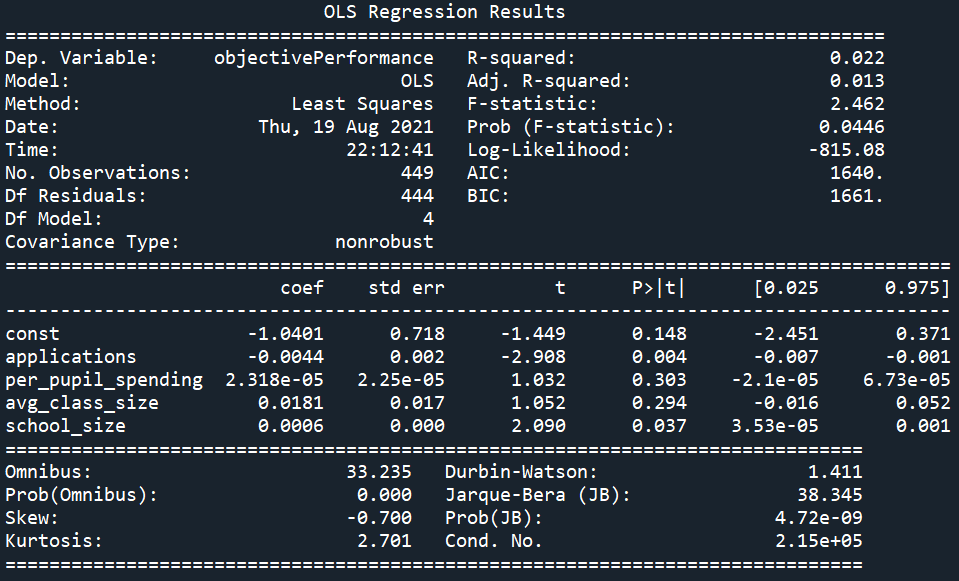 OLS Regression Results
==============================================================================
Dep. Variable: objectivePerformance R-squared: 0.022
Model: OLS Adj. R-squared: 0.013
Method: Least Squares F-statistic: 2.462
Date: Thu, 19 Aug 2021 Prob (F-statistic): 0.0446
Time: 22:12:41 Log-Likelihood: -815.08
No. Observations: 449 AIC: 1640.
Df Residuals: 444 BIC: 1661.
Df Model: 4
Covariance Type: nonrobust
====================================================================================
coef std err t P>|t| [0.025 0.975]
------------------------------------------------------------------------------------
const -1.0401 0.718 -1.449 0.148 -2.451 0.371
applications -0.0044 0.002 -2.908 0.004 -0.007 -0.001
per_pupil_spending 2.318e-05 2.25e-05 1.032 0.303 -2.1e-05 6.73e-05
avg_class_size 0.0181 0.017 1.052 0.294 -0.016 0.052
school_size 0.0006 0.000 2.090 0.037 3.53e-05 0.001
==============================================================================
Omnibus: 33.235 Durbin-Watson: 1.411
Prob(Omnibus): 0.000 Jarque-Bera (JB): 38.345
Skew: -0.700 Prob(JB): 4.72e-09
Kurtosis: 2.701 Cond. No. 2.15e+05
==============================================================================